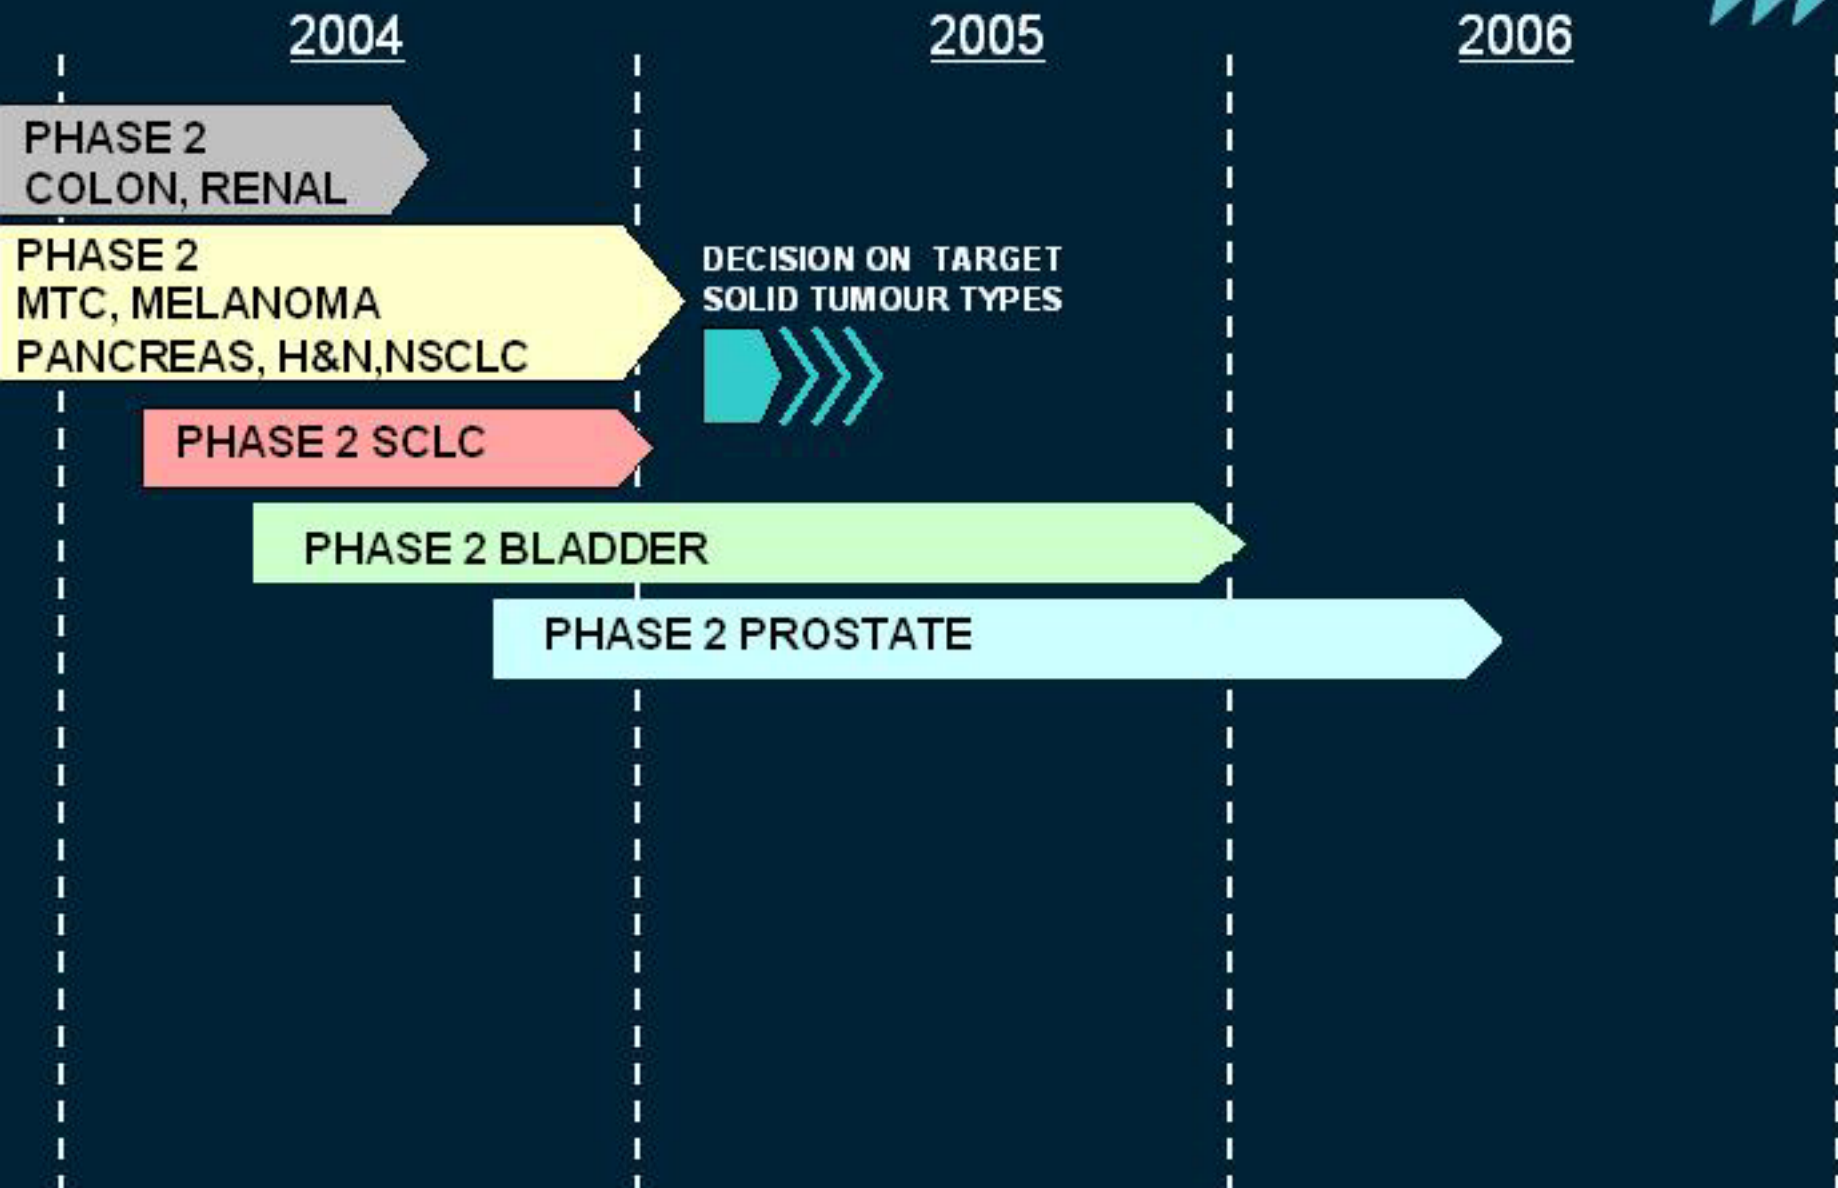 2004 2005 2006
PHASE 2
COLON, RENAL
PHASE 2
MTC, MELANOMA
PANCREAS, H&N,NSCLC
DECISION ON TARGET
SOLID TUMOUR TYPES
PHASE 2 SCLC
PHASE 2 BLADDER
PHASE 2 PROSTATE